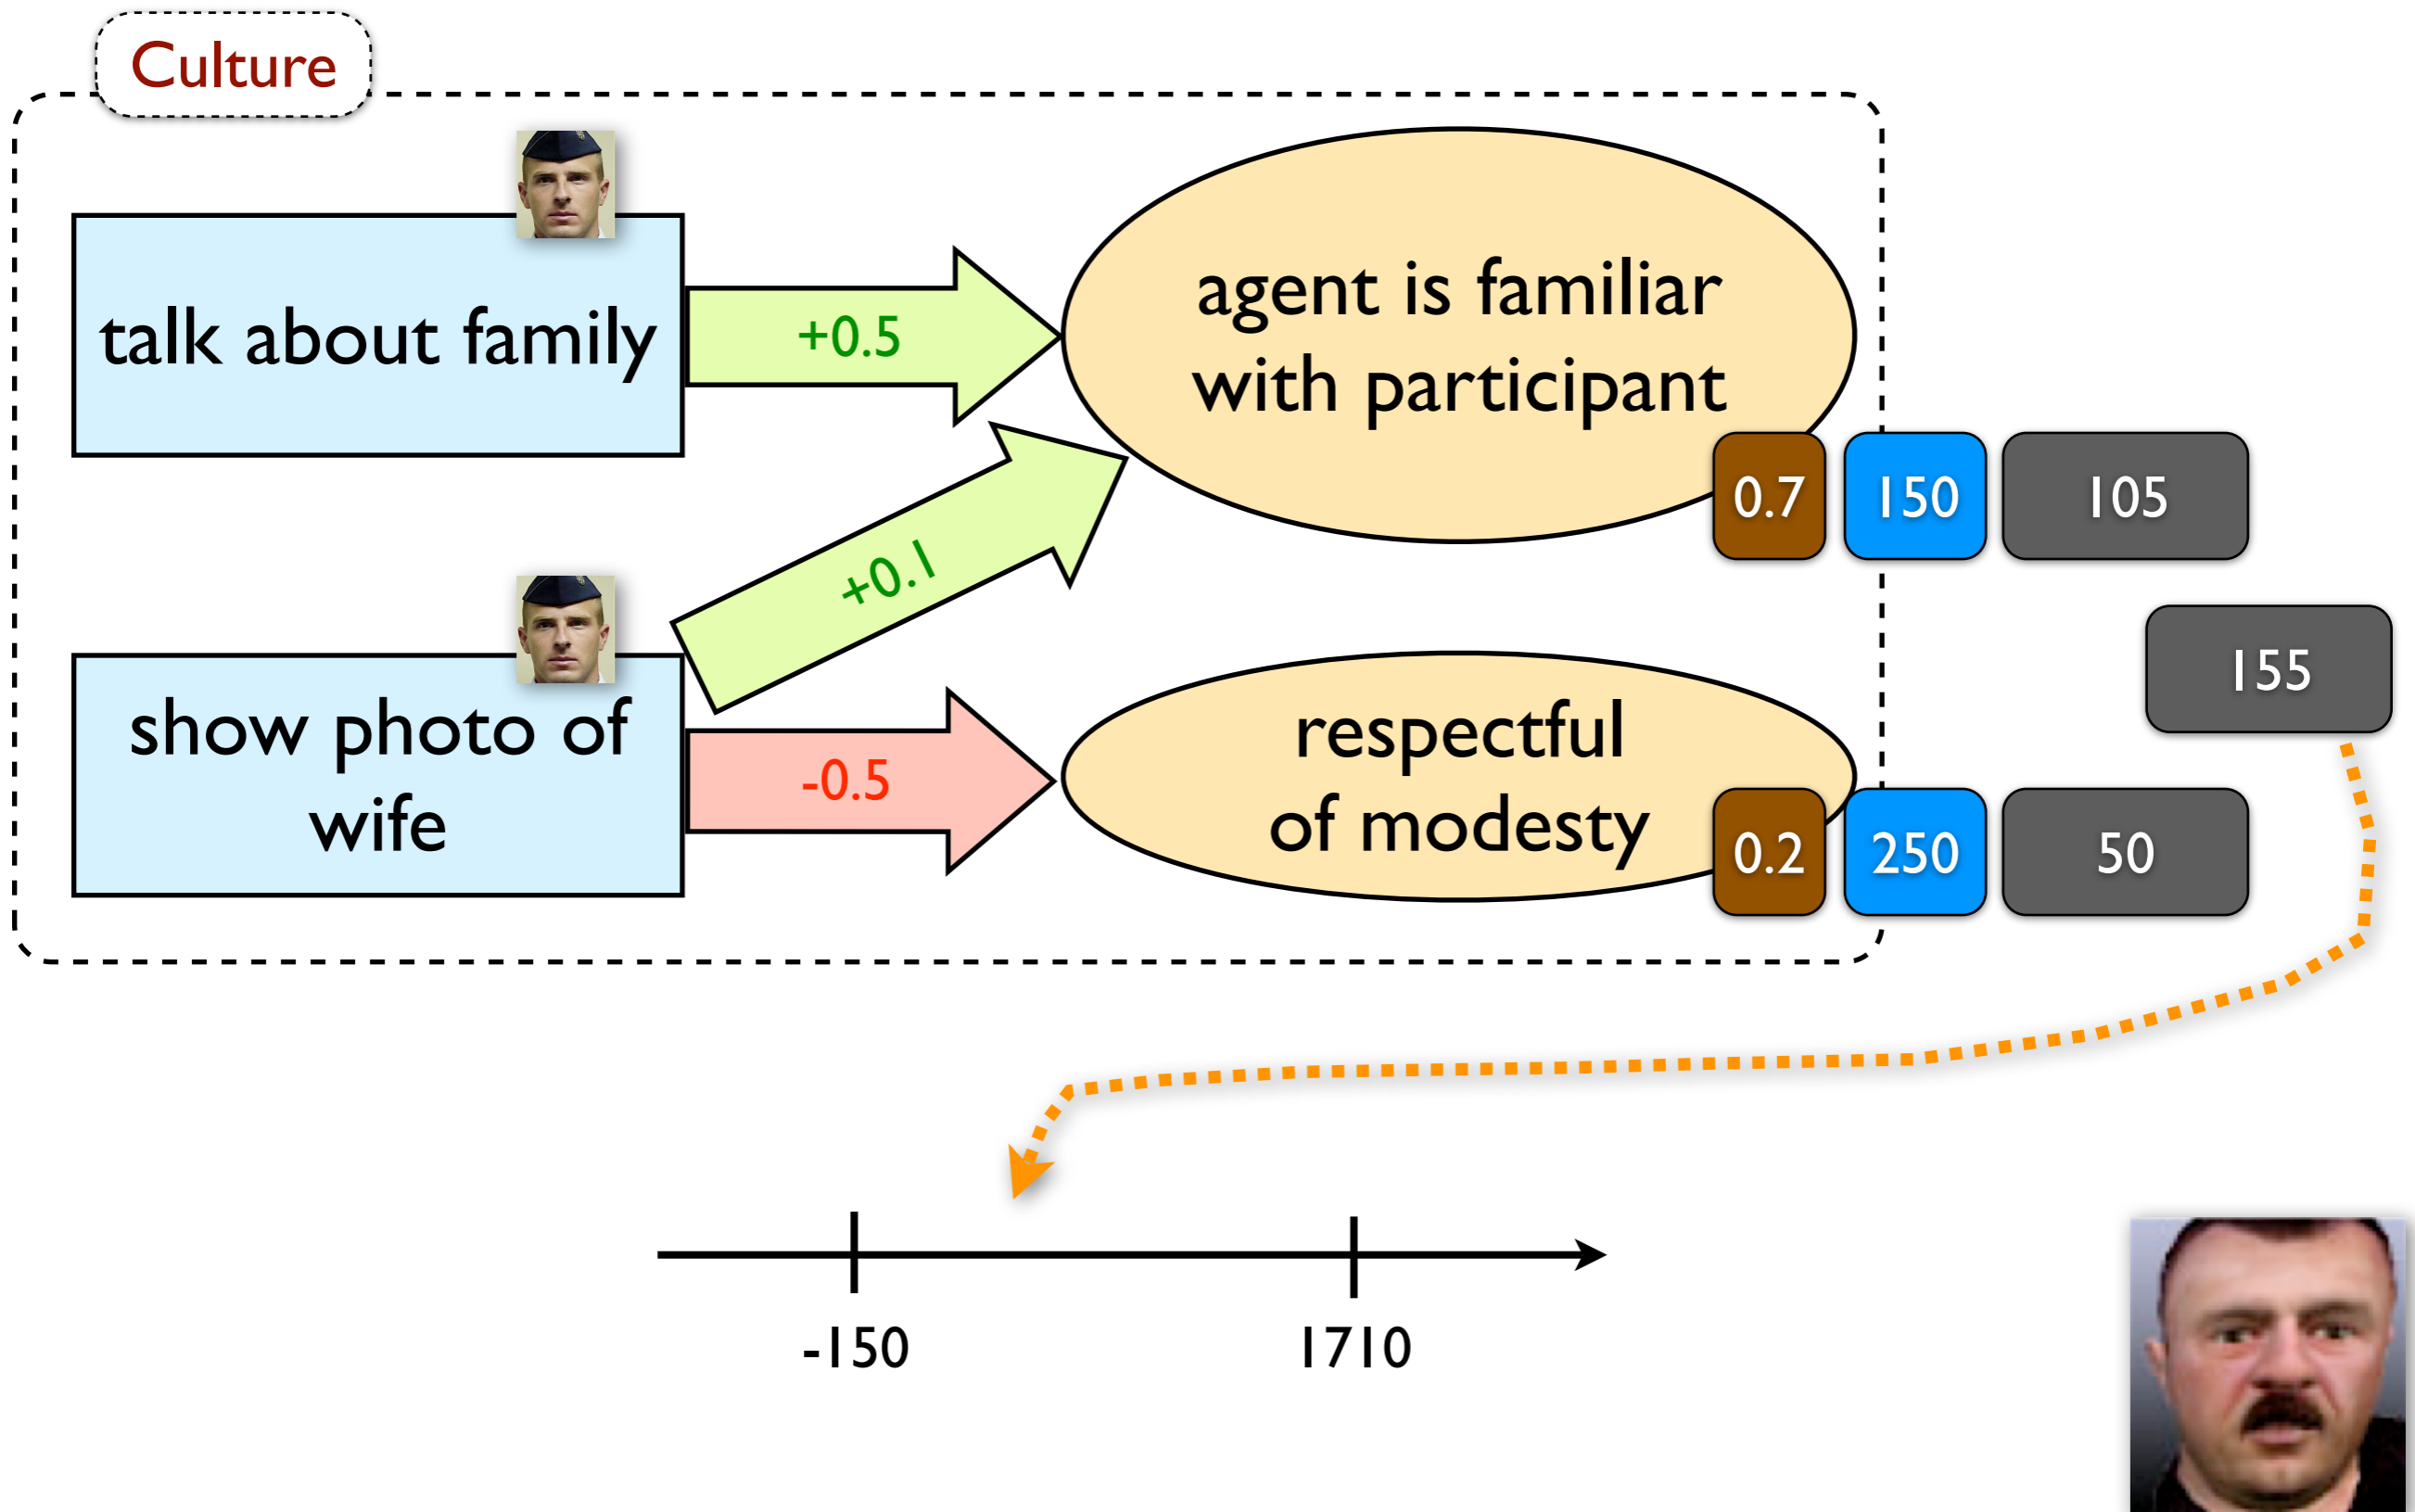 Culture
talk about family
+0.5
agent is familiar
with participant
0.7
150
105
+0.1
155
show photo of
wife
-0.5
respectful
of modesty
0.2
250
50
-150
1710